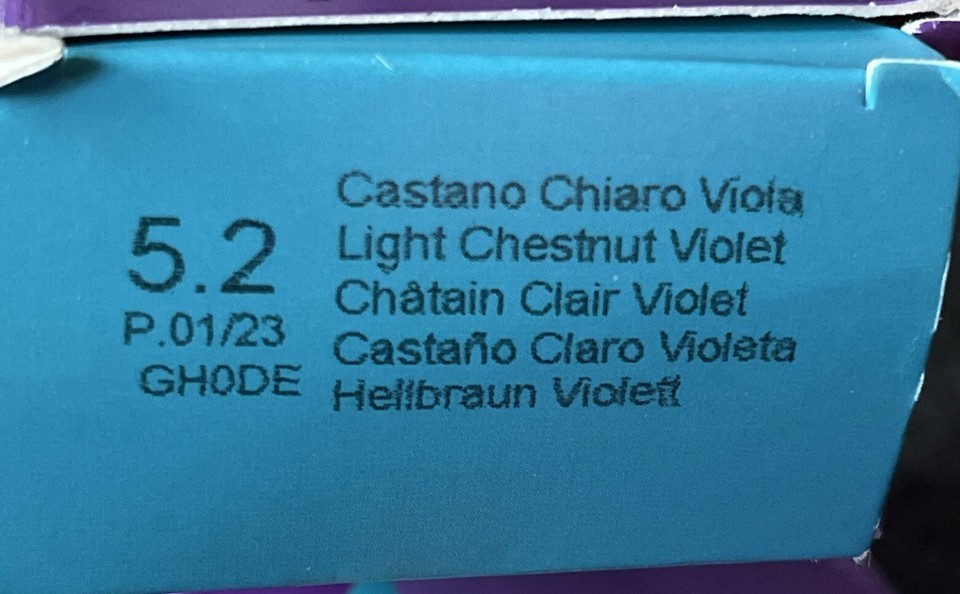 5.2
P.01/23
GH0DE
Castano Chiaro Viola
Light Chestnut Violet
Châtain Clair Violet
Castaño Claro Violeta
Hellbraun Violett